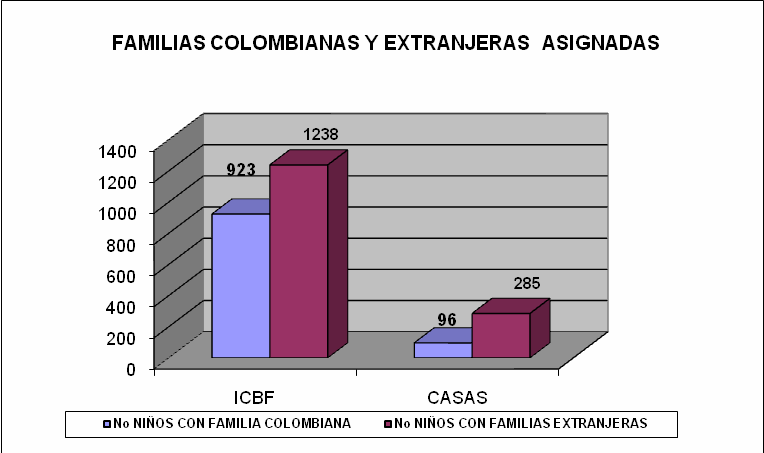 FAMILIAS COLOMBIANAS Y EXTRANJERAS ASIGNADAS
1400
1200
1000
800
600
400
200
0
923
1238
96
285
ICBF
CASAS
No NIÑOS CON FAMILIA COLOMBIANA
No NIÑOS CON FAMILIAS EXTRANJERAS